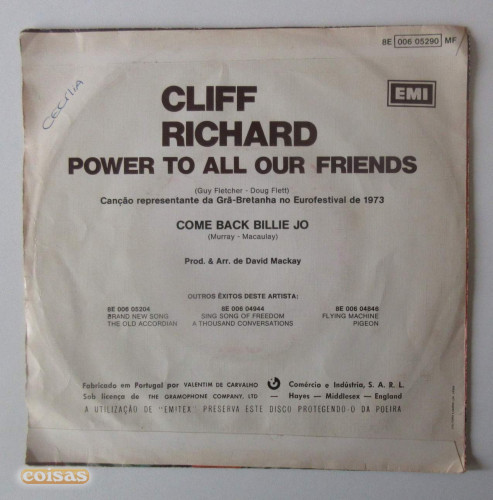 8E 006 05290 MF
Cecilia
EMI
CLIFF
RICHARD
POWER TO ALL OUR FRIENDS
(Guy Fletcher - Doug Flett)
Canção representante da Grã-Bretanha no Eurofestival de 1973
COME BACK BILLIE JO
(Murray - Macaulay)
Prod. & Arr. de David Mackay
OUTROS ÊXITOS DESTE ARTISTA:
8E 006 05204 8E 006 04944 8E 006 04846
BRAND NEW SONG SING SONG OF FREEDOM FLYING MACHINE
THE OLD ACCORDIAN A THOUSAND CONVERSATIONS PIGEON
Fabricado em Portugal por VALENTIM DE CARVALHO Comércio e Indústria, S. A. R. L.
Sob licença de THE GRAMOPHONE COMPANY, LTD Hayes - Middlesex - England
A UTILIZAÇÃO DE "EMITEX" PRESERVA ESTE DISCO PROTEGENDO-O DA POEIRA
coisas